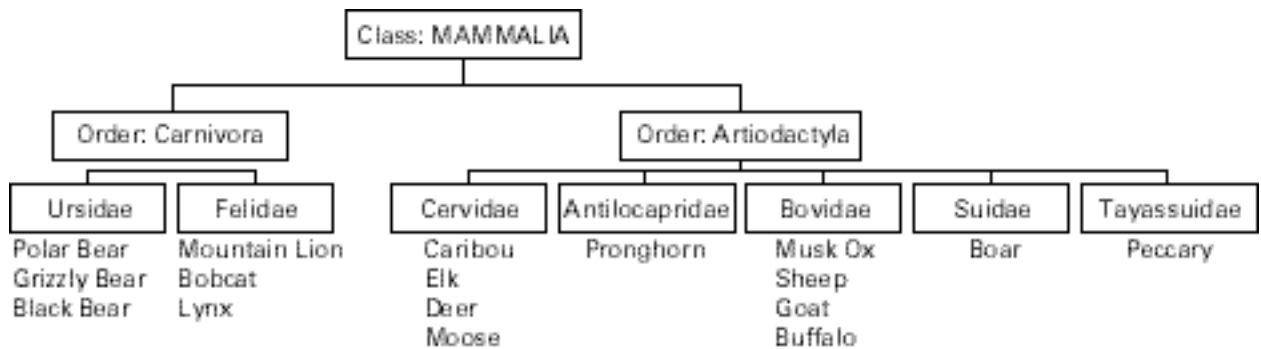 Class: MAMMALIA
Order: Carnivora
Order: Artiodactyla
Ursidae
Felidae
Cervidae
Antilocapridae
Bovidae
Suidae
Tayassuidae
Polar Bear
Grizzly Bear
Black Bear
Mountain Lion
Bobcat
Lynx
Caribou
Elk
Deer
Moose
Pronghorn
Musk Ox
Sheep
Goat
Buffalo
Boar
Peccary